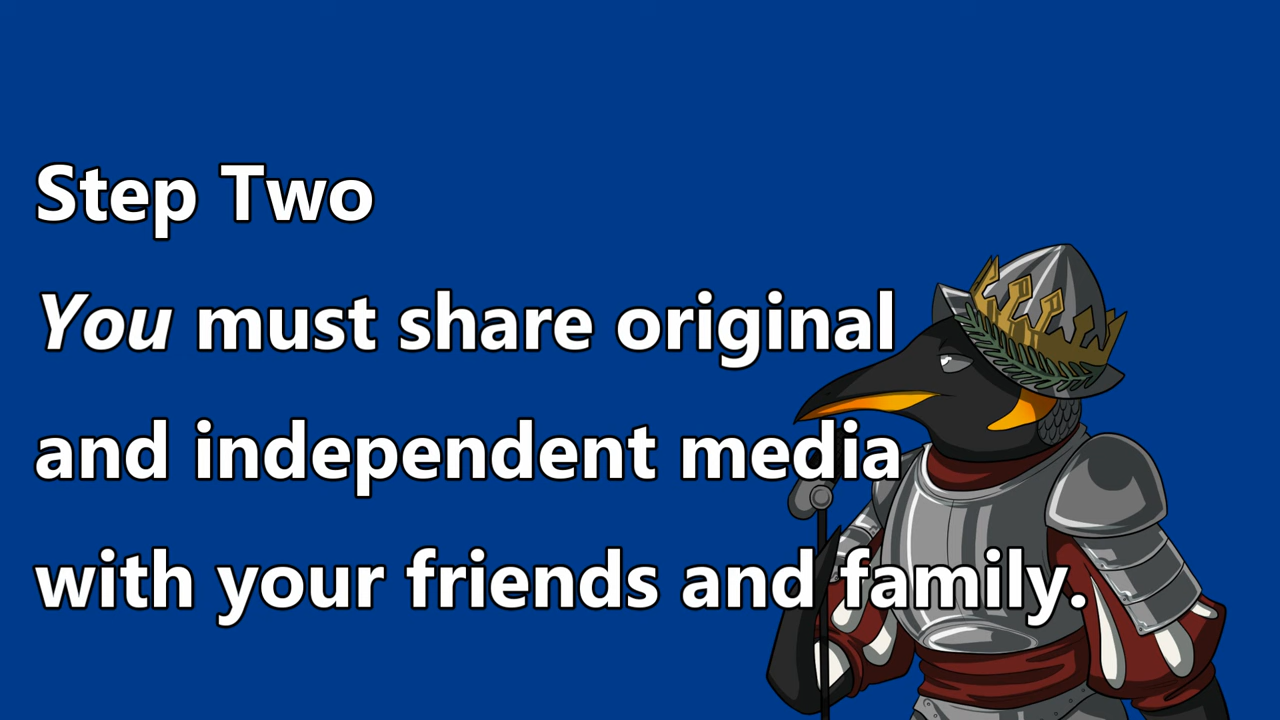 Step Two
You must share original
and independent media
with your friends and family.